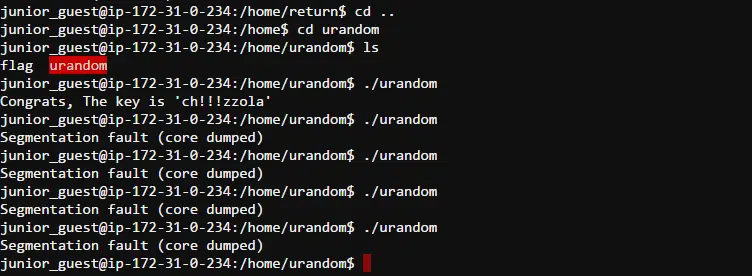 junior_guest@ip-172-31-0-234:/home/return$ cd ..
junior_guest@ip-172-31-0-234:/home$ cd urandom
junior_guest@ip-172-31-0-234:/home/urandom$ ls
flag  urandom
junior_guest@ip-172-31-0-234:/home/urandom$ ./urandom
Congrats, The key is 'ch!!!zzola'
junior_guest@ip-172-31-0-234:/home/urandom$ ./urandom
Segmentation fault (core dumped)
junior_guest@ip-172-31-0-234:/home/urandom$ ./urandom
Segmentation fault (core dumped)
junior_guest@ip-172-31-0-234:/home/urandom$ ./urandom
Segmentation fault (core dumped)
junior_guest@ip-172-31-0-234:/home/urandom$ ./urandom
Segmentation fault (core dumped)
junior_guest@ip-172-31-0-234:/home/urandom$